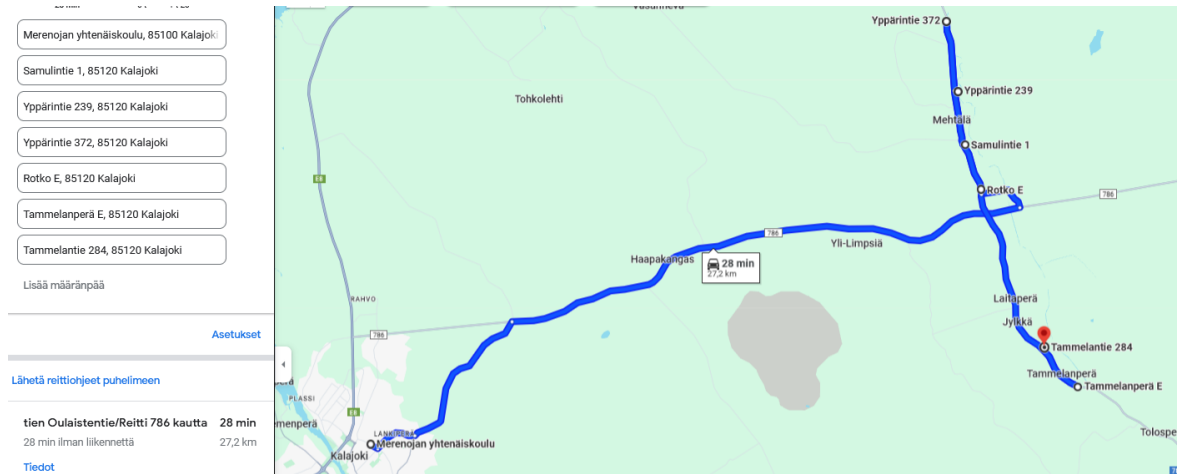 Merenojan yhtenäiskoulu, 85100 Kalajoki
Samulintie 1, 85120 Kalajoki
Yppärintie 239, 85120 Kalajoki
Yppärintie 372, 85120 Kalajoki
Rotko E, 85120 Kalajoki
Tammelanperä E, 85120 Kalajoki
Tammelantie 284, 85120 Kalajoki
Lisää määränpää
Asetukset
Lähetä reittiohjeet puhelimeen
tien Oulaistentie/Reitti 786 kautta 28 min
28 min ilman liikennettä 27,2 km
Tiedot
Yppärintie 372
Yppärintie 239
Tohkolehti
Mehtälä
Samulintie 1
E8
Rotko E
786
786
Yli-Limpsiä
Haapakangas
28 min
27,2 km
RAHVO
Laitaperä
Jylkkä
786
Tammelantie 284
Tammelanperä
Tammelanperä E
PLASSI
E8
Merenojan yhtenäiskoulu
Kalajoki